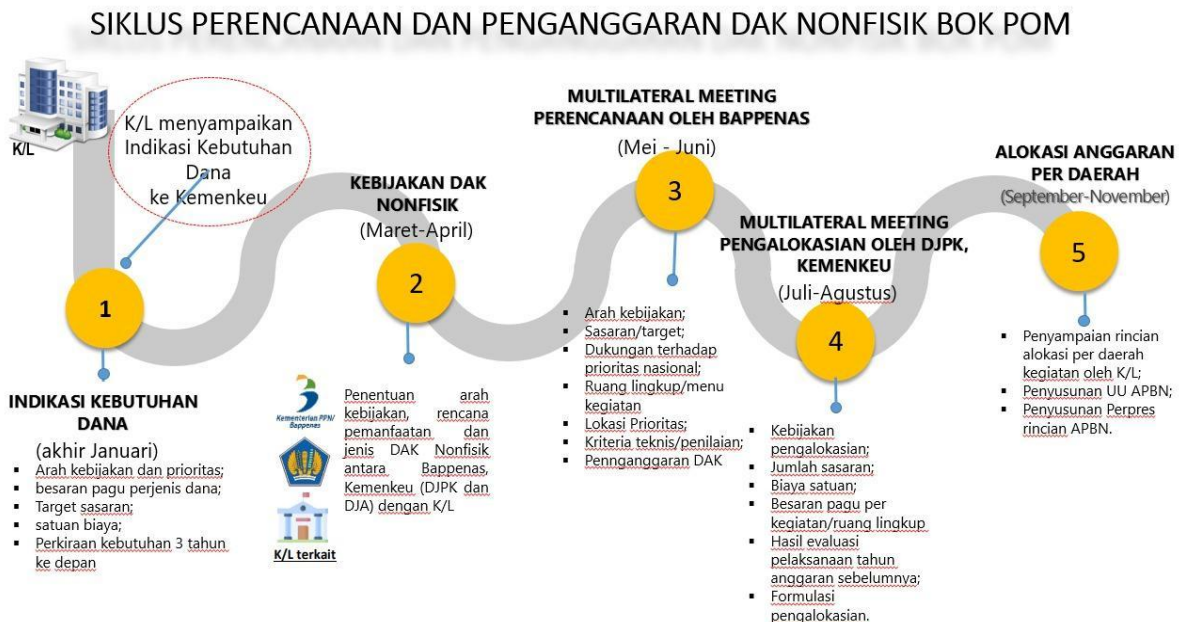 SIKLUS PERENCANAAN DAN PENGANGGARAN DAK NONFISIK BOK POM
K/L
K/L menyampaikan
Indikasi Kebutuhan
Dana
ke Kemenkeu
1
INDIKASI KEBUTUHAN
DANA
(akhir Januari)
▪ Arah kebijakan dan prioritas;
▪ besaran pagu perjenis dana;
▪ Target sasaran;
▪ satuan biaya;
▪ Perkiraan kebutuhan 3 tahun
ke depan
KEBIJAKAN DAK
NONFISIK
(Maret-April)
2
Kementerian PPN/
Bappenas
K/L terkait
Penentuan arah
kebijakan, rencana
pemanfaatan dan
jenis DAK Nonfisik
antara Bappenas,
Kemenkeu (DJPK dan
DJA) dengan K/L
MULTILATERAL MEETING
PERENCANAAN OLEH BAPPENAS
(Mei - Juni)
3
▪ Arah kebijakan;
▪ Sasaran/target;
▪ Dukungan terhadap
prioritas nasional;
▪ Ruang lingkup/menu
kegiatan
▪ Lokasi Prioritas;
▪ Kriteria teknis/penilaian;
▪ Pennganggaran DAK
MULTILATERAL MEETING
PENGALOKASIAN OLEH DJPK,
KEMENKEU
(Juli-Agustus)
4
▪ Kebijakan
pengalokasian;
▪ Jumlah sasaran;
▪ Biaya satuan;
▪ Besaran pagu per
kegiatan/ruang lingkup
▪ Hasil evaluasi
pelaksanaan tahun
anggaran sebelumnya;
▪ Formulasi
pengalokasian.
ALOKASI ANGGARAN
PER DAERAH
(September-November)
5
▪ Penyampaian rincian
alokasi per daerah
kegiatan oleh K/L;
▪ Penyusunan UU APBN;
▪ Penyusunan Perpres
rincian APBN.